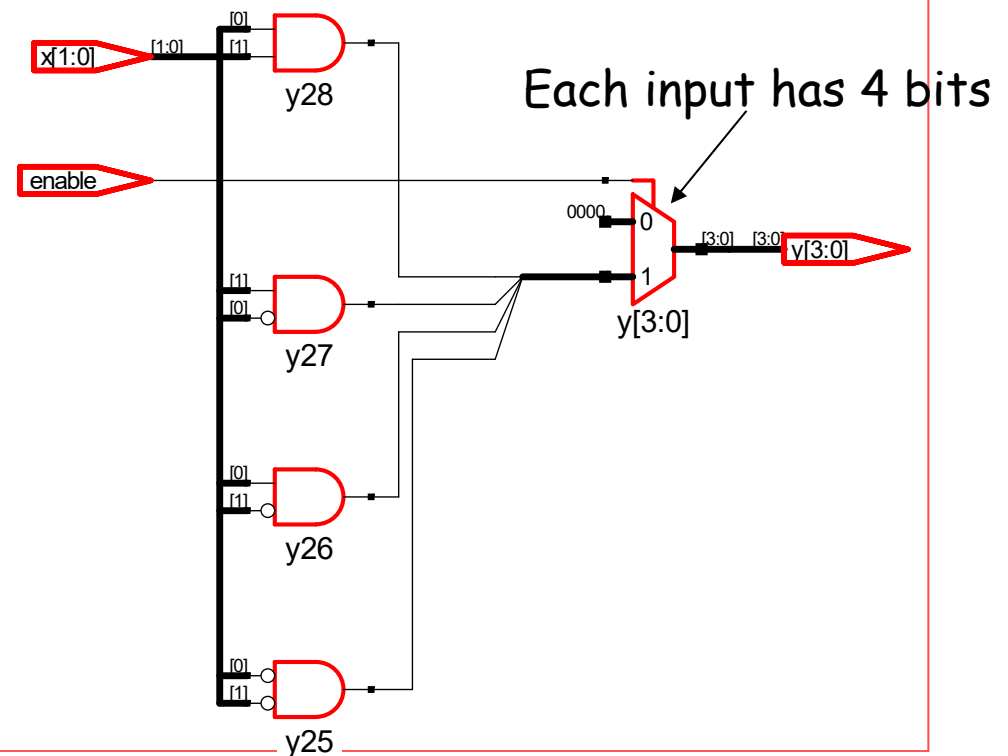 [0]
x[1:0]
[1:0]
[1]
y28
Each input has 4 bits
enable
0000
0
[3:0]
[3:0]
y[3:0]
[1]
1
[0]
y[3:0]
y27
[0]
[1]
y26
[0]
[1]
y25